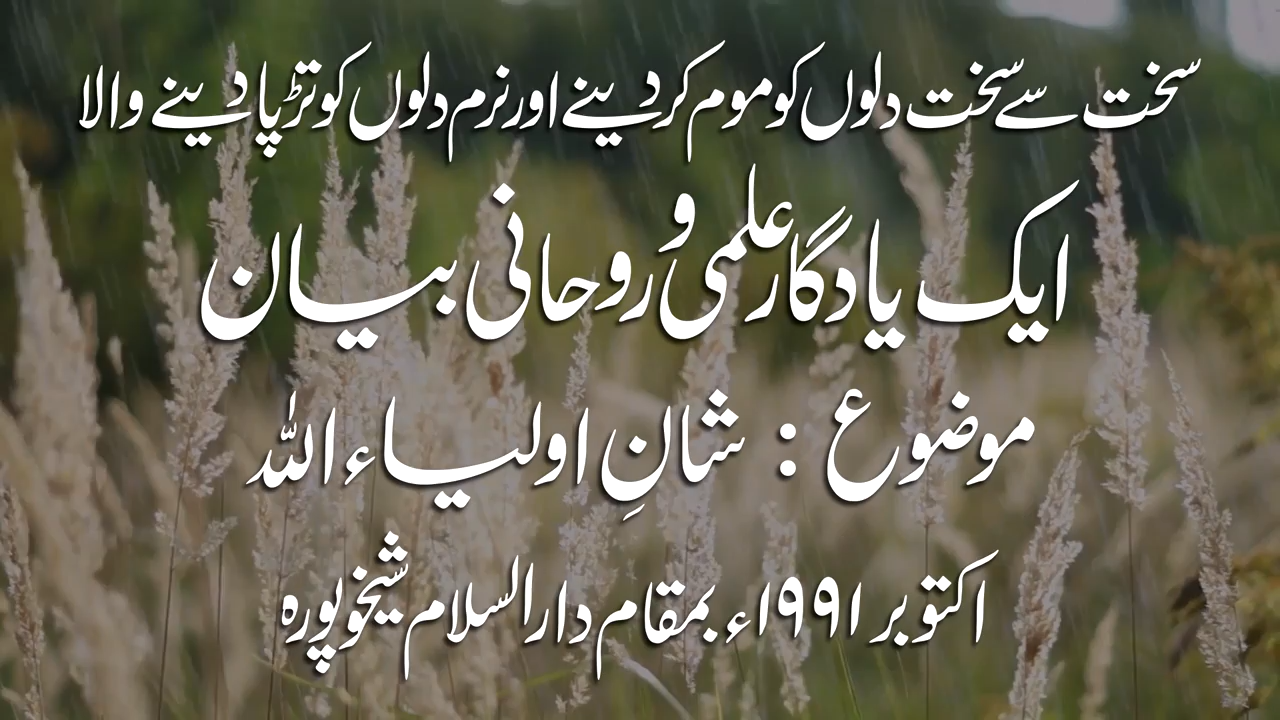 سخت سے سخت دلوں کو موم کر دینے اور نرم دلوں کو تڑپا دینے والا
ایک یادگار علمی و روحانی بیان
موضوع : شانِ اولیاء اللہ
اکتوبر ۱۹۹۱ء بمقام دارالسلام شیخوپورہ